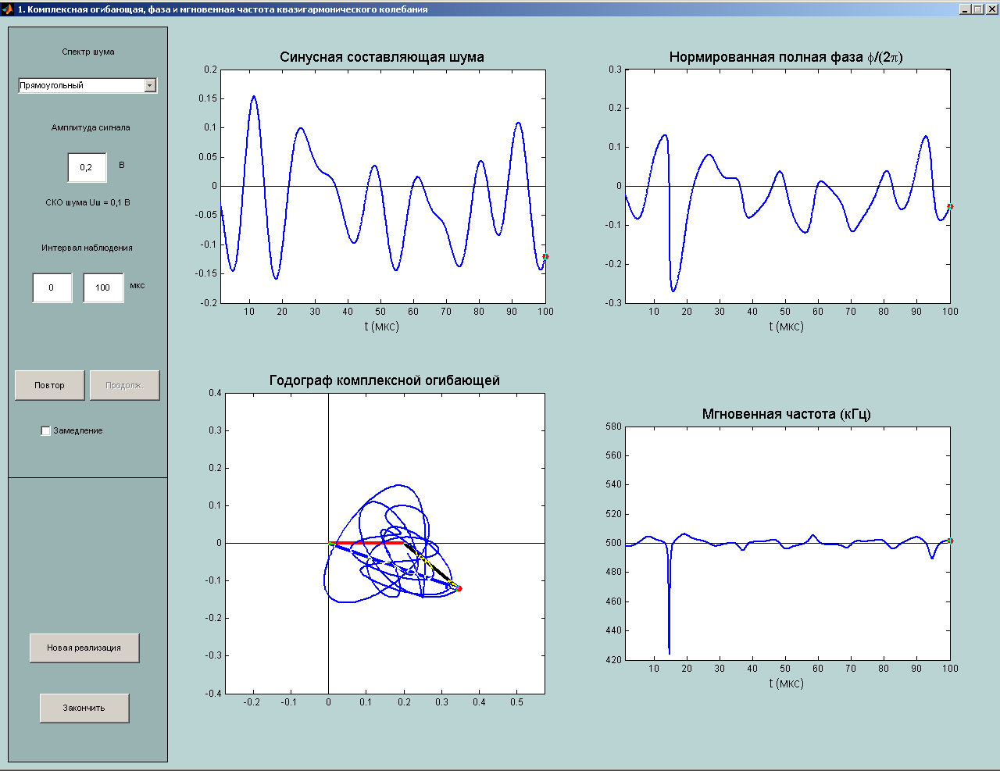 1. Комплексная огибающая, фаза и мгновенная частота квазигармонического колебания
Спектр шума
Прямоугольный
Амплитуда сигнала
0,2 В
СКО шума Uш = 0,1 В
Интервал наблюдения
0 100 мкс
Повтор Продолж.
Замедление
Новая реализация
Закончить
Синусная составляющая шума
0.2
0.15
0.1
0.05
0
-0.05
-0.1
-0.15
-0.2
10 20 30 40 50 60 70 80 90 100
t (мкс)
Нормированная полная фаза ϕ/(2π)
0.3
0.2
0.1
0
-0.1
-0.2
-0.3
10 20 30 40 50 60 70 80 90 100
t (мкс)
Годограф комплексной огибающей
0.4
0.3
0.2
0.1
0
-0.1
-0.2
-0.3
-0.4
-0.2 -0.1 0 0.1 0.2 0.3 0.4 0.5
Мгновенная частота (кГц)
580
560
540
520
500
480
460
440
420
10 20 30 40 50 60 70 80 90 100
t (мкс)